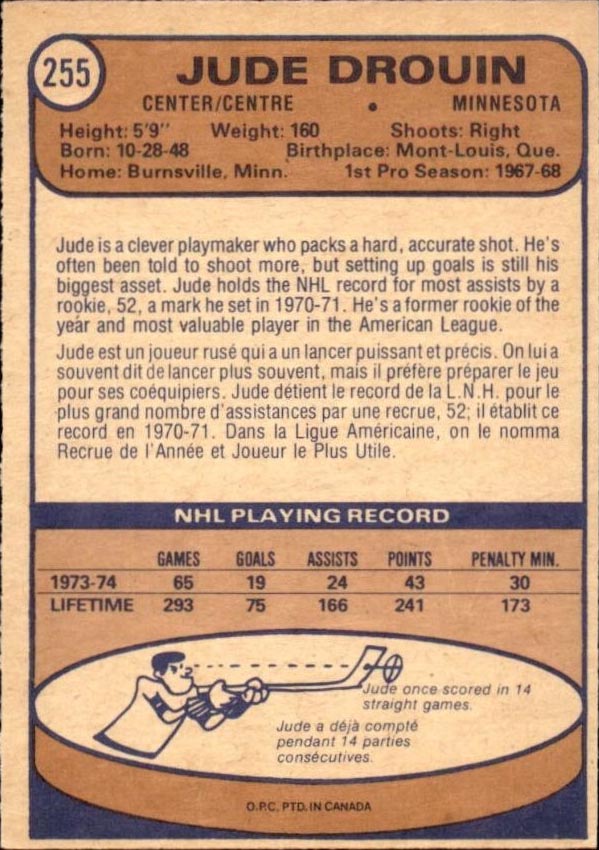 255
JUDE DROUIN
CENTER/CENTRE • MINNESOTA
Height: 5'9" Weight: 160 Shoots: Right
Born: 10-28-48 Birthplace: Mont-Louis, Que.
Home: Burnsville, Minn. 1st Pro Season: 1967-68
Jude is a clever playmaker who packs a hard, accurate shot. He's
often been told to shoot more, but setting up goals is still his
biggest asset. Jude holds the NHL record for most assists by a
rookie, 52, a mark he set in 1970-71. He's a former rookie of the
year and most valuable player in the American League.
Jude est un joueur rusé qui a un lancer puissant et précis. On lui a
souvent dit de lancer plus souvent, mais il préfère préparer le jeu
pour ses coéquipiers. Jude détient le record de la L.N.H. pour le
plus grand nombre d'assistances par une recrue, 52; il établit ce
record en 1970-71. Dans la Ligue Américaine, on le nomma
Recrue de l'Année et Joueur le Plus Utile.
NHL PLAYING RECORD
GAMES GOALS ASSISTS POINTS PENALTY MIN.
1973-74 65 19 24 43 30
LIFETIME 293 75 166 241 173
Jude once scored in 14
straight games.
Jude a déjà compté
pendant 14 parties
consécutives.
O.P.C. PTD. IN CANADA